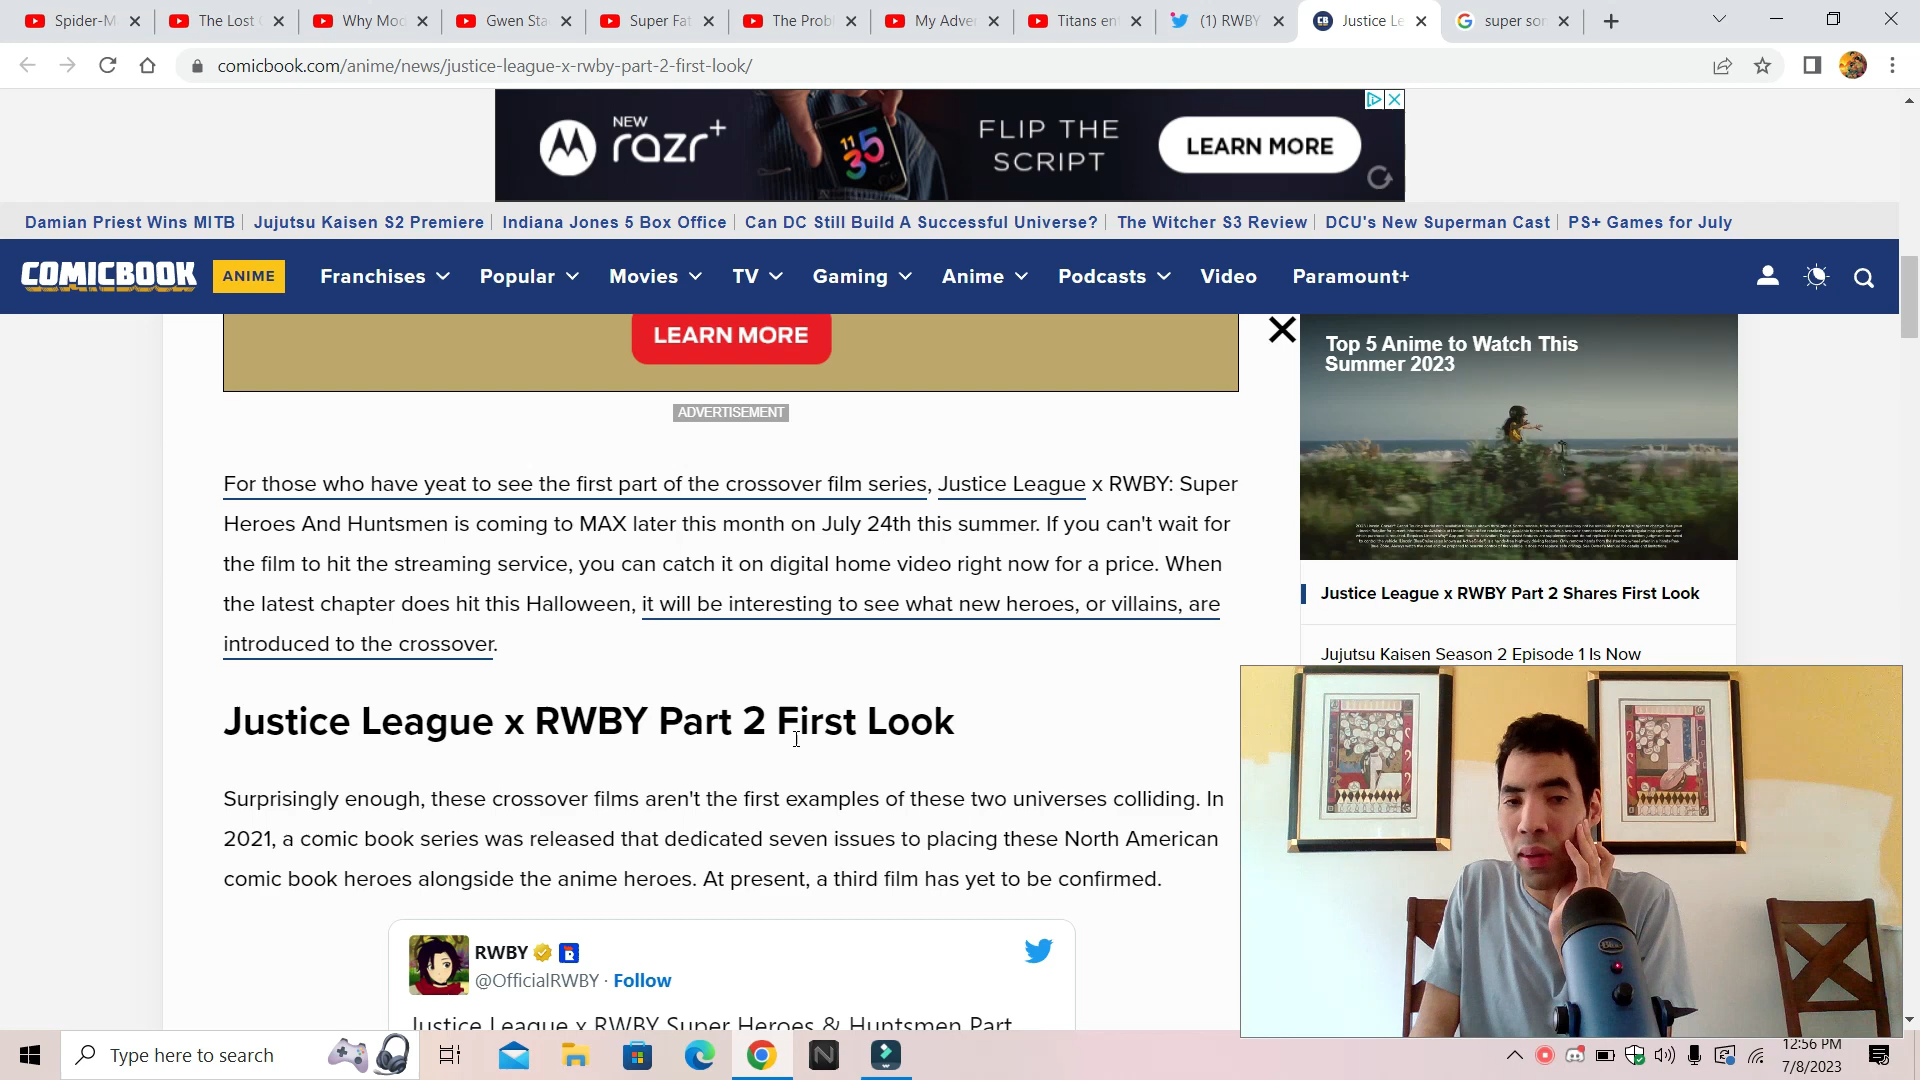 Spider-M
The Lost
Why Mod
Gwen Sta
Super Fat
The Prob
My Adve
Titans en
(1) RWBY
Justice Le
super son
comicbook.com/anime/news/justice-league-x-rwby-part-2-first-look/
NEW
razr+
11
35
FLIP THE
SCRIPT
LEARN MORE
Damian Priest Wins MITB
Jujutsu Kaisen S2 Premiere
Indiana Jones 5 Box Office
Can DC Still Build A Successful Universe?
The Witcher S3 Review
DCU's New Superman Cast
PS+ Games for July
COMICBOOK
ANIME
Franchises
Popular
Movies
TV
Gaming
Anime
Podcasts
Video
Paramount+
LEARN MORE
ADVERTISEMENT
For those who have yeat to see the first part of the crossover film series, Justice League x RWBY: Super
Heroes And Huntsmen is coming to MAX later this month on July 24th this summer. If you can't wait for
the film to hit the streaming service, you can catch it on digital home video right now for a price. When
the latest chapter does hit this Halloween, it will be interesting to see what new heroes, or villains, are
introduced to the crossover.
Justice League x RWBY Part 2 First Look
Surprisingly enough, these crossover films aren't the first examples of these two universes colliding. In
2021, a comic book series was released that dedicated seven issues to placing these North American
comic book heroes alongside the anime heroes. At present, a third film has yet to be confirmed.
RWBY
@OfficialRWBY · Follow
Justice League x RWBY Super Heroes & Huntsmen Part
Top 5 Anime to Watch This
Summer 2023
Justice League x RWBY Part 2 Shares First Look
Jujutsu Kaisen Season 2 Episode 1 Is Now
Type here to search
12:56 PM
7/8/2023